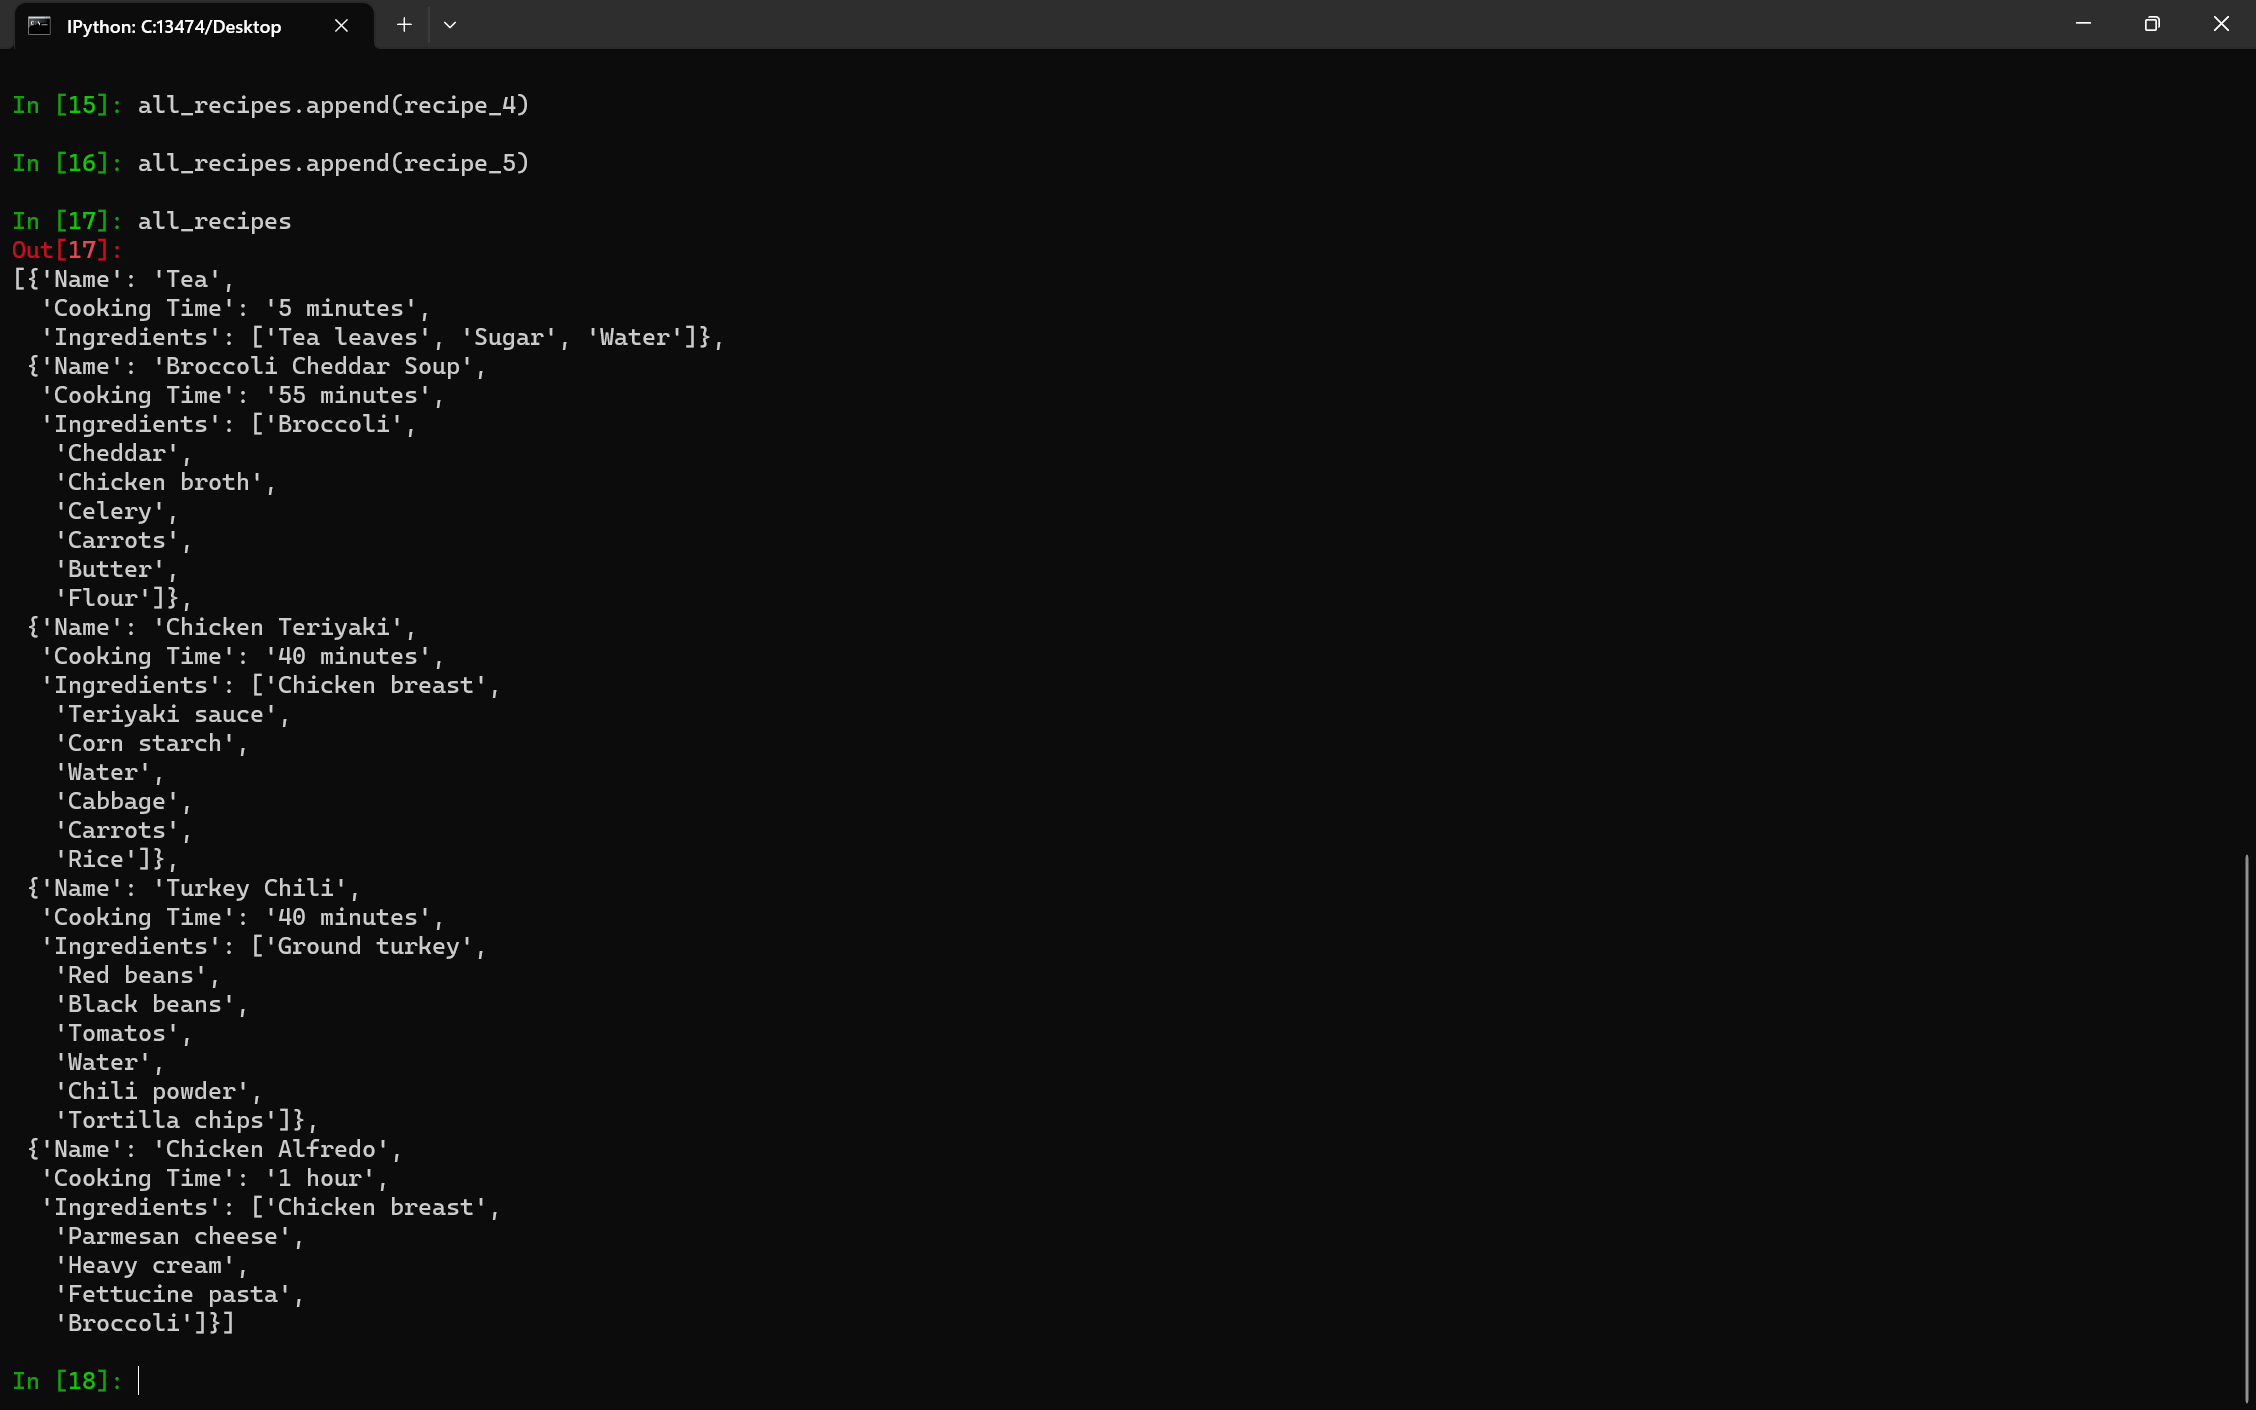 IPython: C:13474/Desktop
In [15]: all_recipes.append(recipe_4)
In [16]: all_recipes.append(recipe_5)
In [17]: all_recipes
Out[17]:
[{'Name': 'Tea',
'Cooking Time': '5 minutes',
'Ingredients': ['Tea leaves', 'Sugar', 'Water']},
{'Name': 'Broccoli Cheddar Soup',
'Cooking Time': '55 minutes',
'Ingredients': ['Broccoli',
'Cheddar',
'Chicken broth',
'Celery',
'Carrots',
'Butter',
'Flour']},
{'Name': 'Chicken Teriyaki',
'Cooking Time': '40 minutes',
'Ingredients': ['Chicken breast',
'Teriyaki sauce',
'Corn starch',
'Water',
'Cabbage',
'Carrots',
'Rice']},
{'Name': 'Turkey Chili',
'Cooking Time': '40 minutes',
'Ingredients': ['Ground turkey',
'Red beans',
'Black beans',
'Tomatos',
'Water',
'Chili powder',
'Tortilla chips']},
{'Name': 'Chicken Alfredo',
'Cooking Time': '1 hour',
'Ingredients': ['Chicken breast',
'Parmesan cheese',
'Heavy cream',
'Fettucine pasta',
'Broccoli']}]
In [18]: